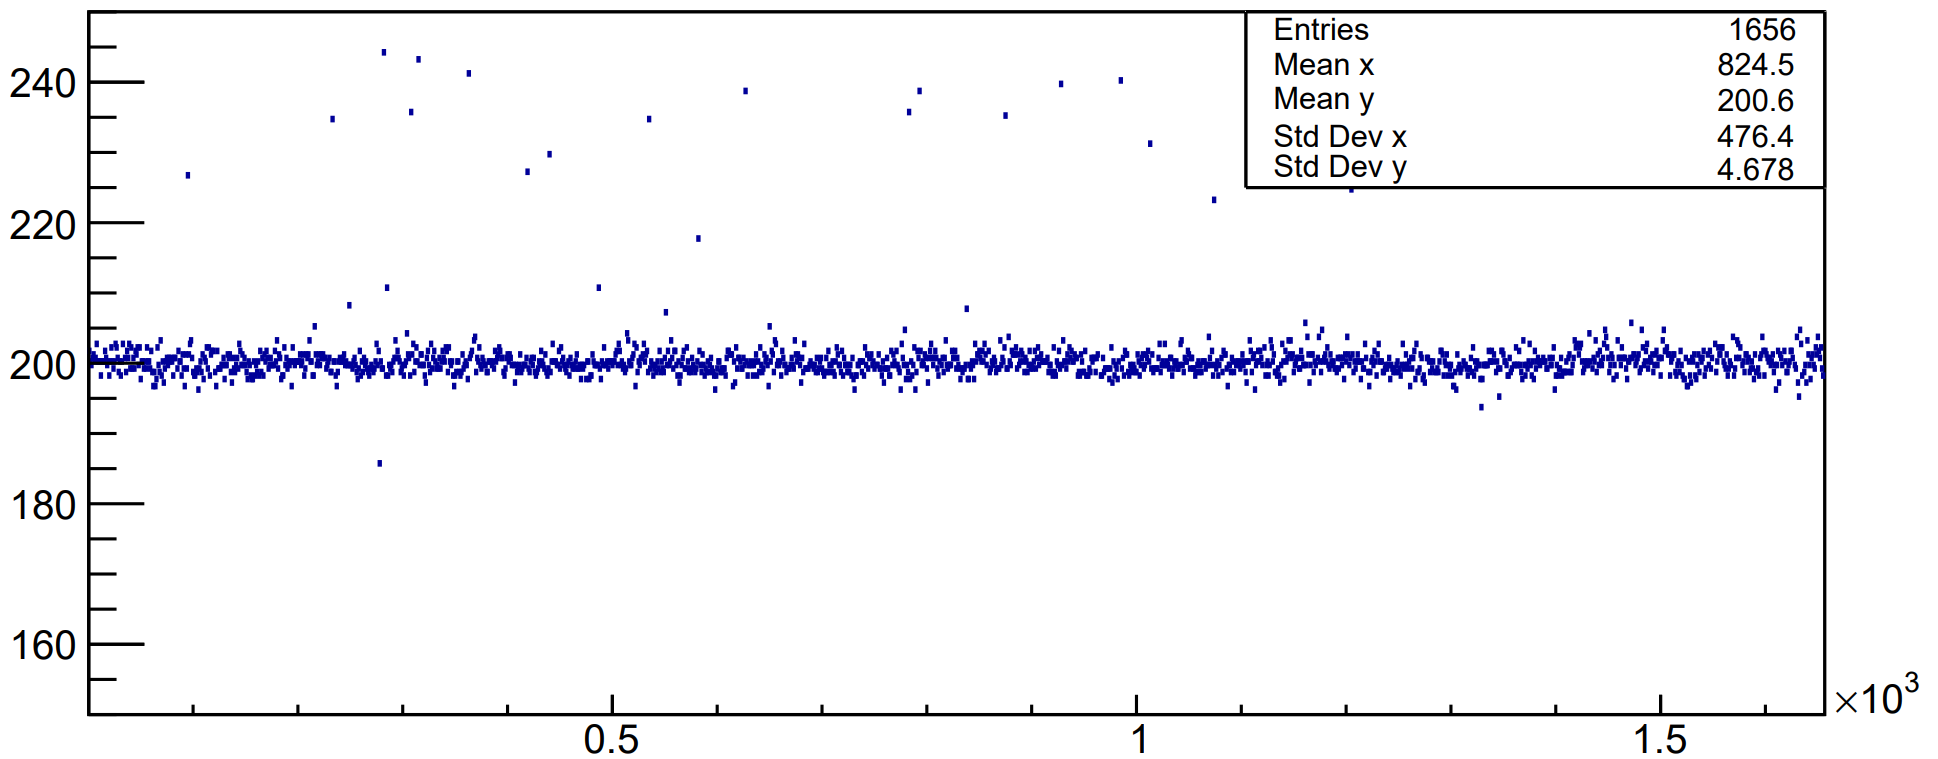 Entries 1656
Mean x 824.5
Mean y 200.6
Std Dev x 476.4
Std Dev y 4.678
240
220
200
180
160
0.5 1 1.5 ×10³